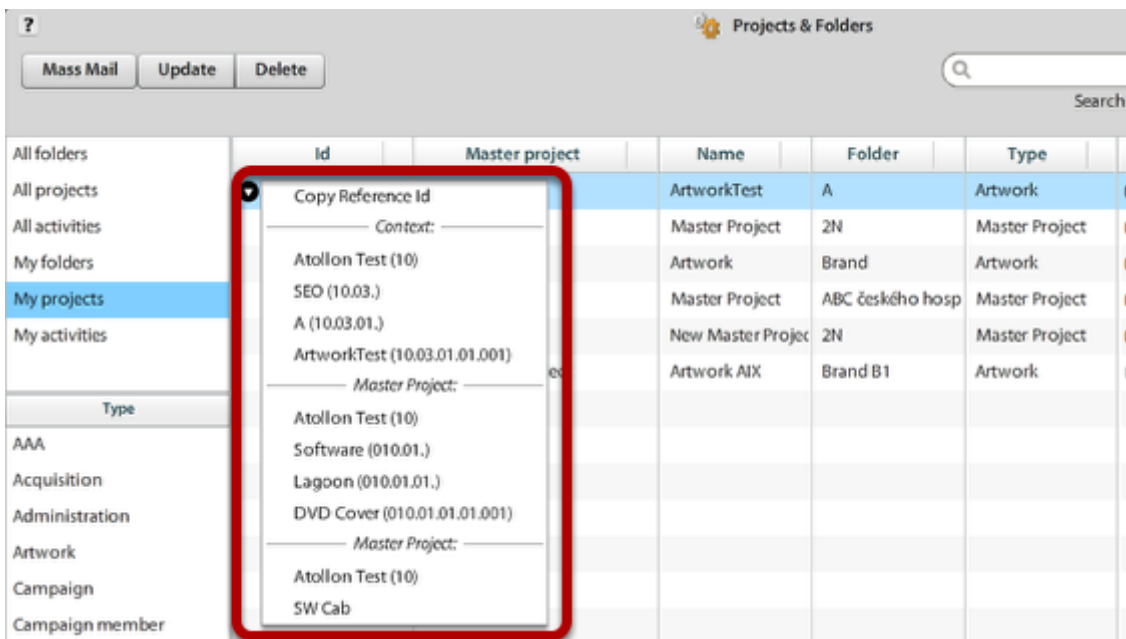 ?
Projects & Folders
Mass Mail Update Delete
Search
All folders
All projects
All activities
My folders
My projects
My activities
Type
AAA
Acquisition
Administration
Artwork
Campaign
Campaign member
Id Master project Name Folder Type
Copy Reference Id
Context:
Atollon Test (10)
SEO (10.03.)
A (10.03.01.)
ArtworkTest (10.03.01.01.001)
Master Project:
Atollon Test (10)
Software (010.01.)
Lagoon (010.01.01.)
DVD Cover (010.01.01.01.001)
Master Project:
Atollon Test (10)
SW Cab
ArtworkTest A Artwork
Master Project 2N Master Project
Artwork Brand Artwork
Master Project ABC českého hosp Master Project
New Master Projec 2N Master Project
Artwork AIX Brand B1 Artwork